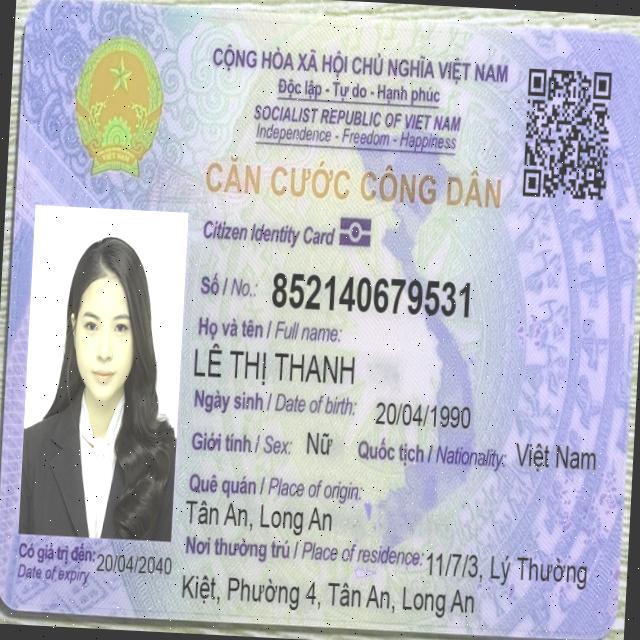 CỘNG HÒA XÃ HỘI CHỦ NGHĨA VIỆT NAM
Độc lập - Tự do - Hạnh phúc
SOCIALIST REPUBLIC OF VIET NAM
Independence - Freedom - Happiness
CĂN CƯỚC CÔNG DÂN
Citizen Identity Card
Số / No.: 852140679531
Họ và tên / Full name:
LÊ THỊ THANH
Ngày sinh / Date of birth: 20/04/1990
Giới tính / Sex: Nữ Quốc tịch / Nationality: Việt Nam
Quê quán / Place of origin:
Tân An, Long An
Nơi thường trú / Place of residence: 11/7/3, Lý Thường
Kiệt, Phường 4, Tân An, Long An
Có giá trị đến: 20/04/2040
Date of expiry
VIỆT NAM